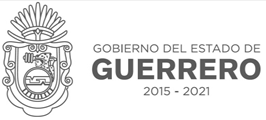 GOBIERNO DEL ESTADO DE
GUERRERO
2015 - 2021